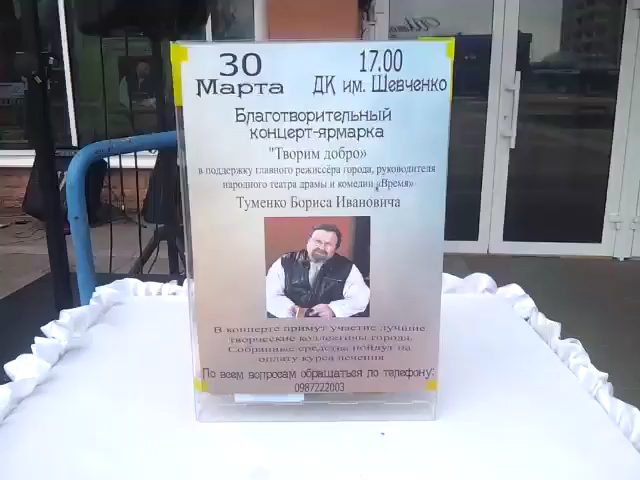 30 17.00
Марта ДК им. Шевченко
Благотворительный
концерт-ярмарка
"Творим добро»
в поддержку главного режиссёра города, руководителя
народного театра драмы и комедии «Время»
Туменко Бориса Ивановича
В концерте примут участие лучшие
творческие коллективы города.
Собранные средства пойдут на
оплату курса лечения
По всем вопросам обращаться по телефону:
0987222003